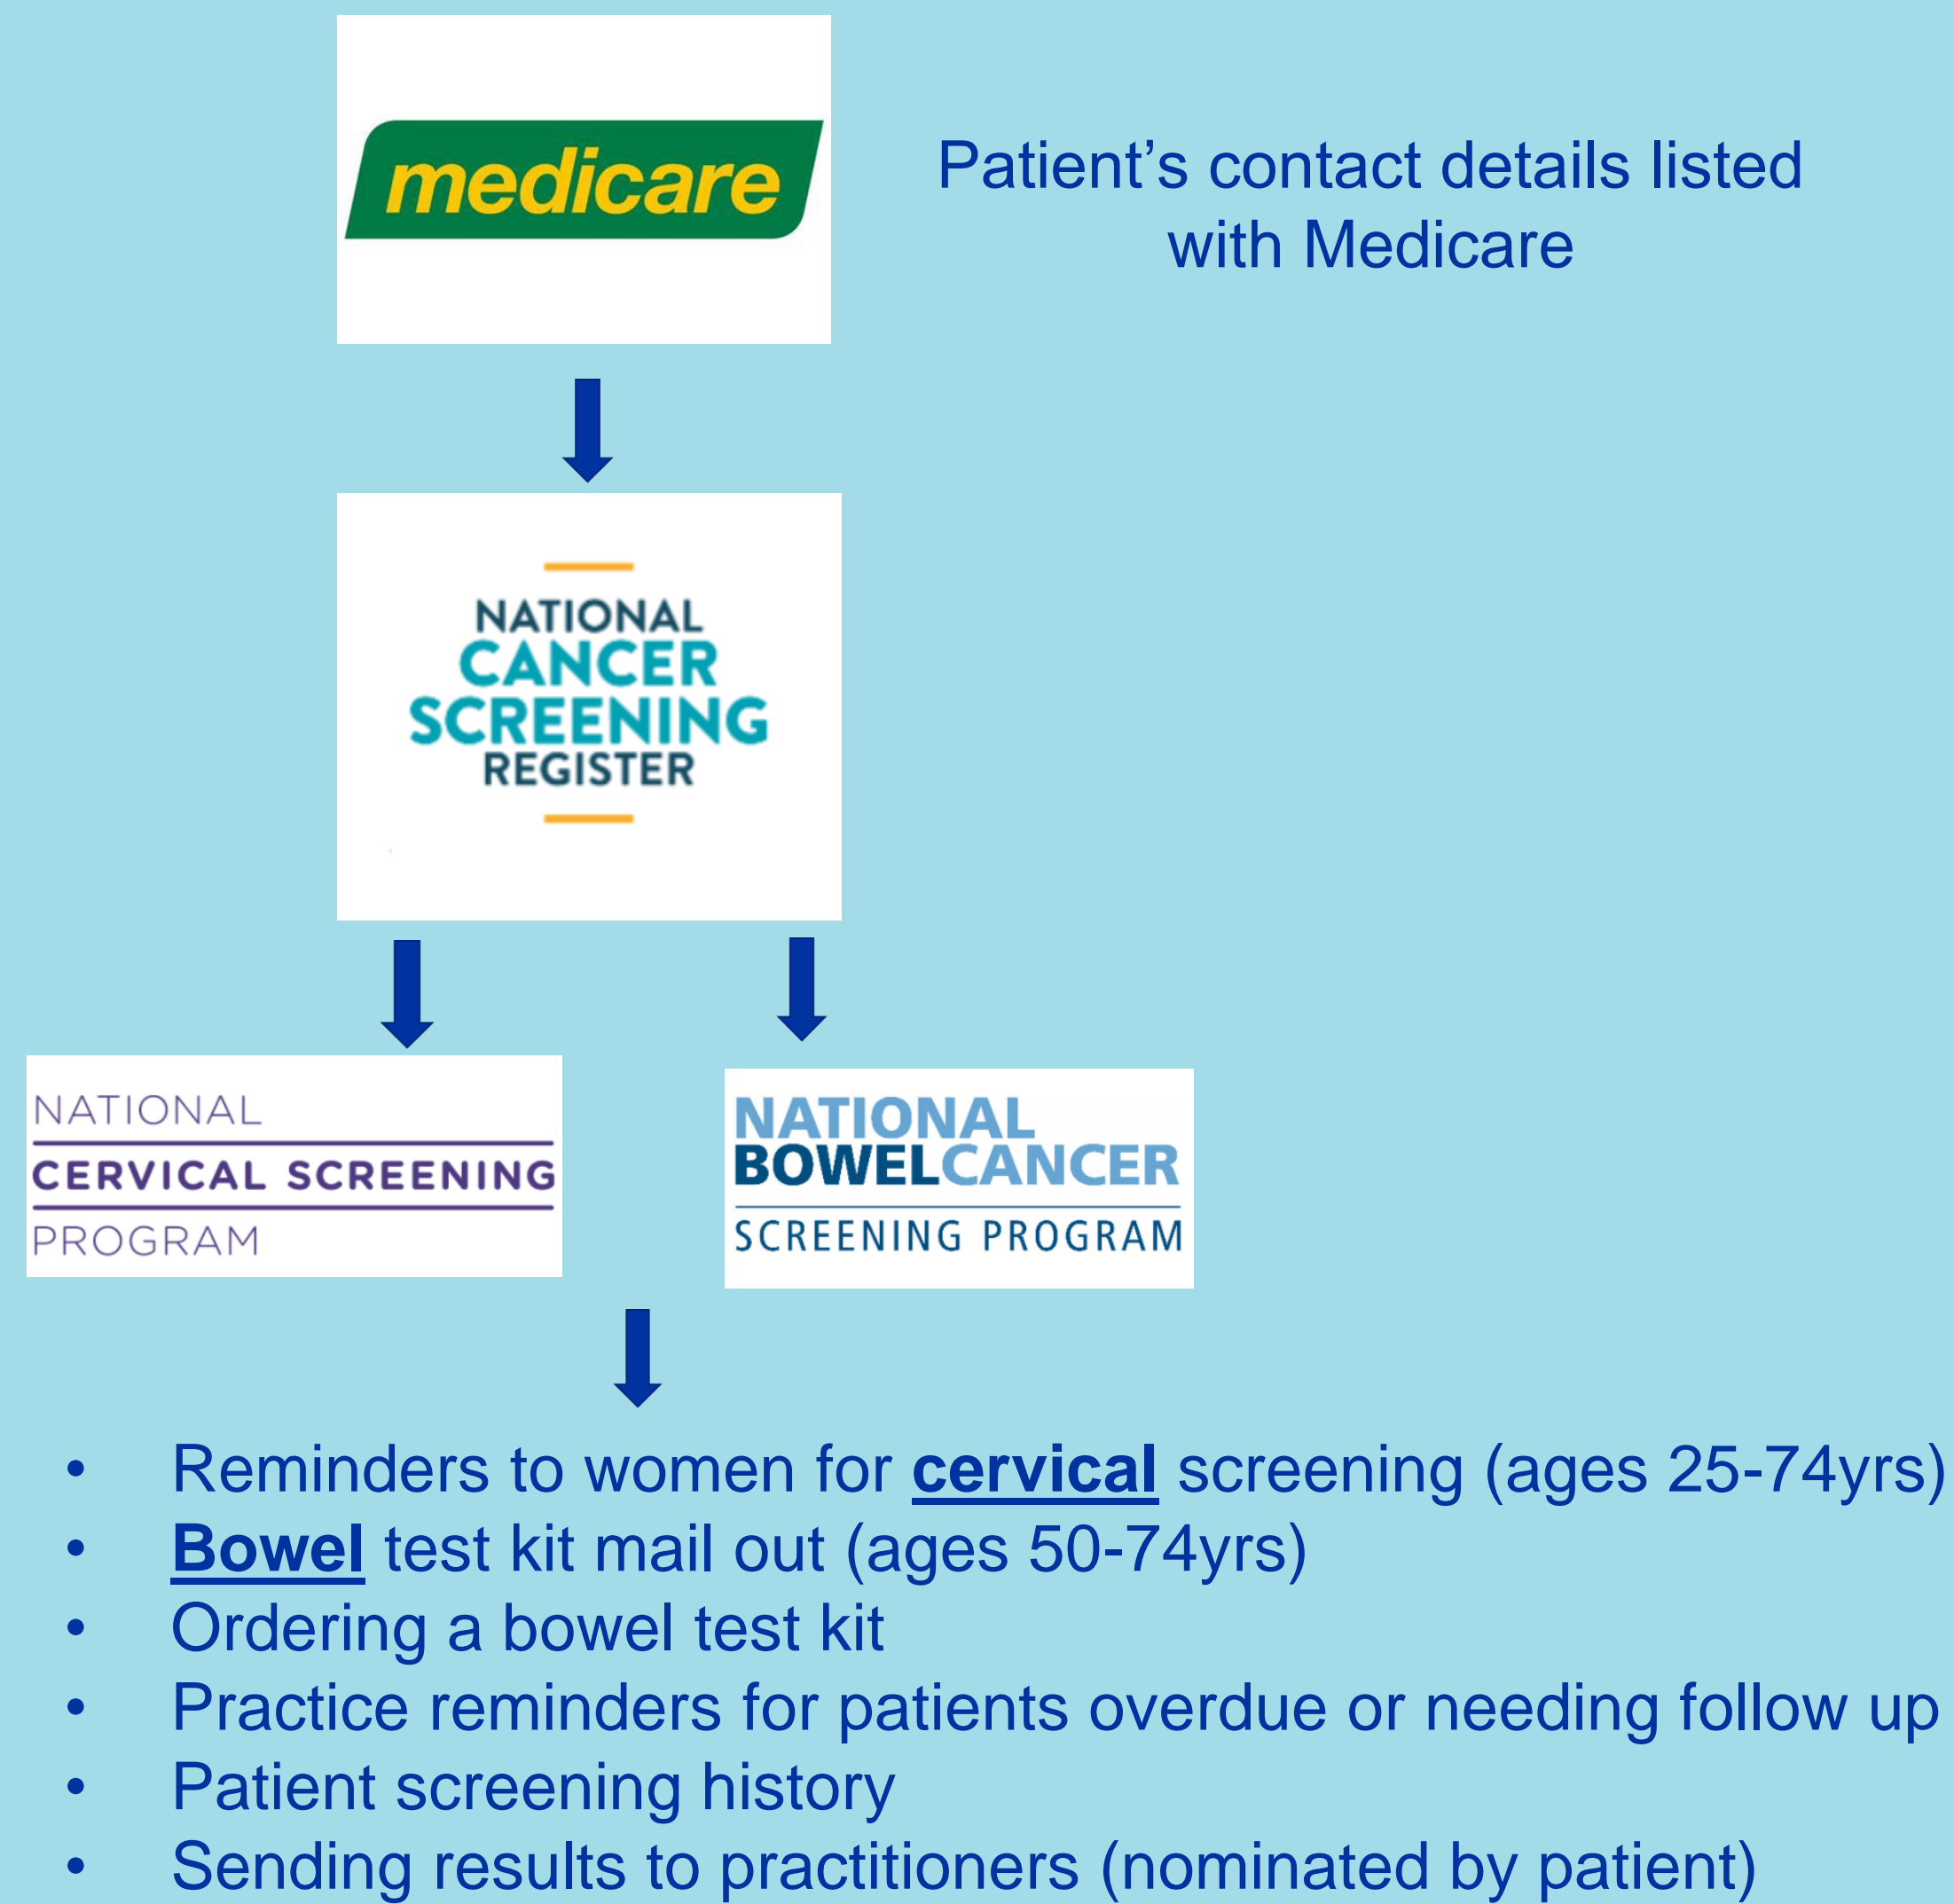 medicare
Patient’s contact details listed
with Medicare
NATIONAL
CANCER
SCREENING
REGISTER
NATIONAL
CERVICAL SCREENING
PROGRAM
NATIONAL
BOWELCANCER
SCREENING PROGRAM
• Reminders to women for cervical screening (ages 25-74yrs)
• Bowel test kit mail out (ages 50-74yrs)
• Ordering a bowel test kit
• Practice reminders for patients overdue or needing follow up
• Patient screening history
• Sending results to practitioners (nominated by patient)